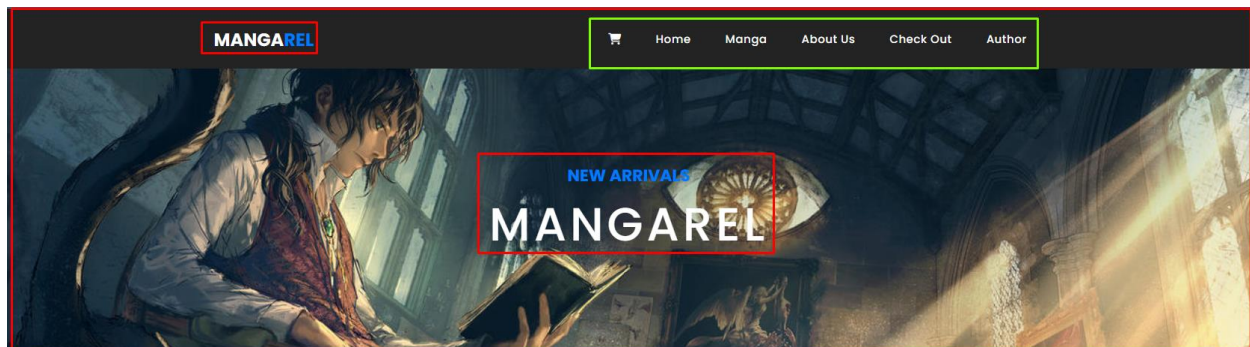 MANGAREL
Home Manga About Us Check Out Author
NEW ARRIVALS
MANGAREL